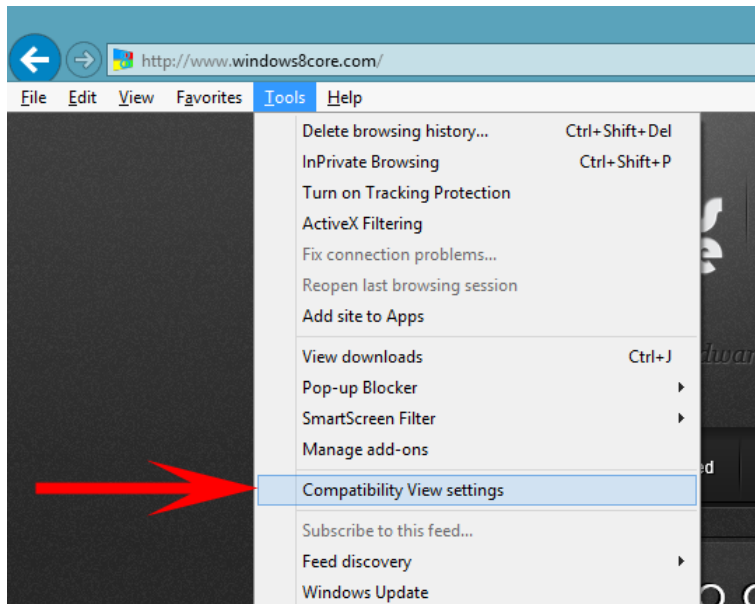 http://www.windows8core.com/
File Edit View Favorites Tools Help
Delete browsing history... Ctrl+Shift+Del
InPrivate Browsing Ctrl+Shift+P
Turn on Tracking Protection
ActiveX Filtering
Fix connection problems...
Reopen last browsing session
Add site to Apps
View downloads Ctrl+J
Pop-up Blocker
SmartScreen Filter
Manage add-ons
Compatibility View settings
Subscribe to this feed...
Feed discovery
Windows Update